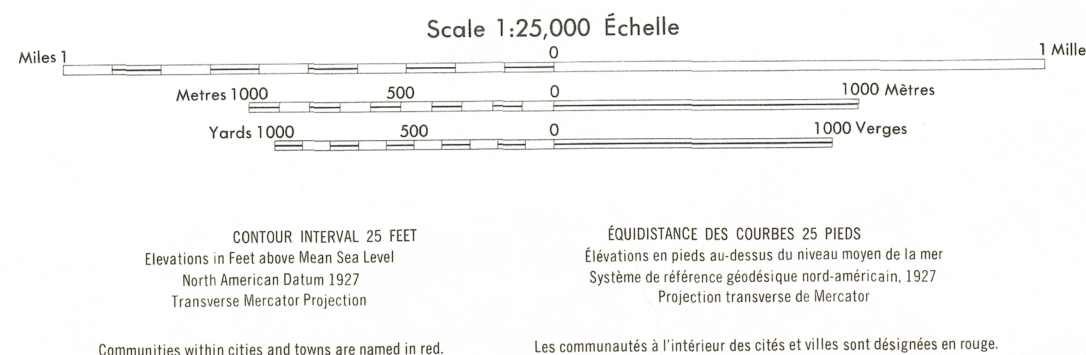 Scale 1:25,000 Échelle
Miles 1 0 1 Mille
Metres 1000 500 0 1000 Mètres
Yards 1000 500 0 1000 Verges
CONTOUR INTERVAL 25 FEET
Elevations in Feet above Mean Sea Level
North American Datum 1927
Transverse Mercator Projection
ÉQUIDISTANCE DES COURBES 25 PIEDS
Élévations en pieds au-dessus du niveau moyen de la mer
Système de référence géodésique nord-américain, 1927
Projection transverse de Mercator
Communities within cities and towns are named in red.
Les communautés à l'intérieur des cités et villes sont désignées en rouge.